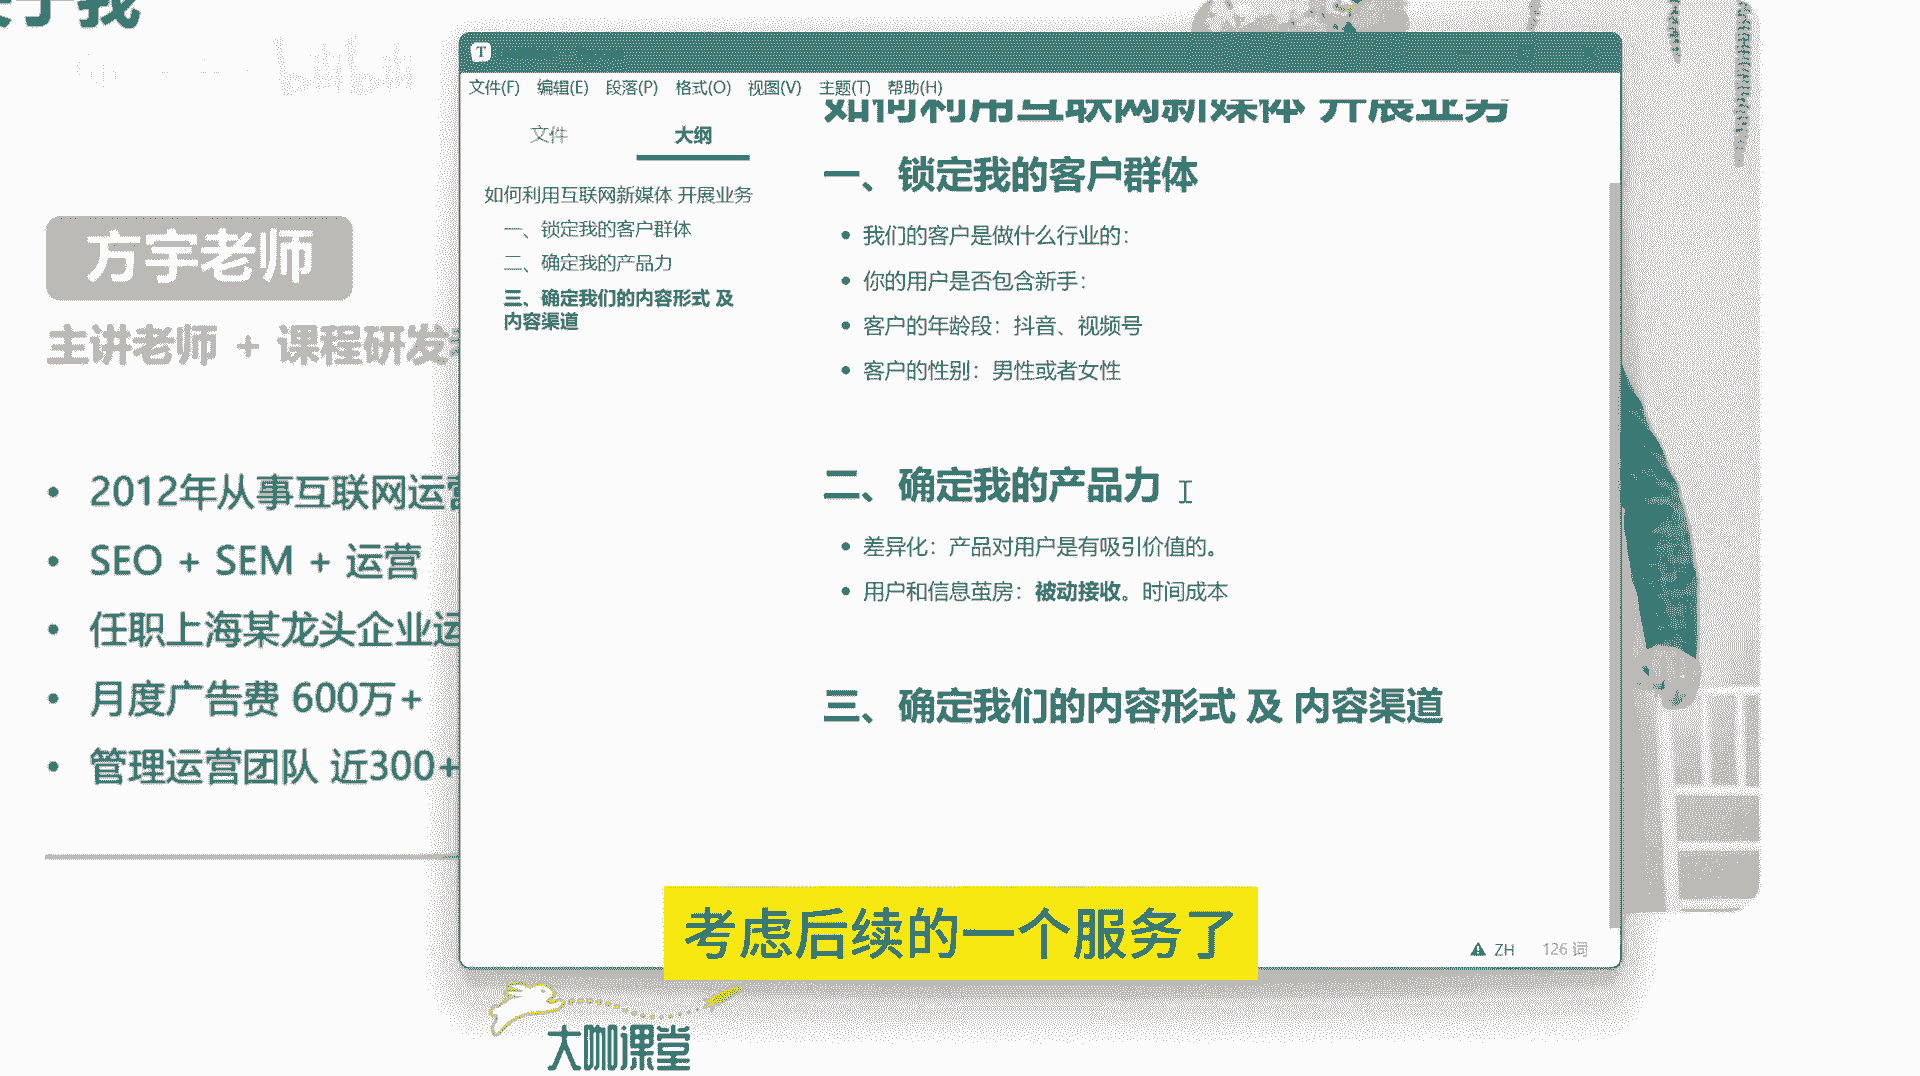 关于我
bilibili
方宇老师
主讲老师 + 课程研发
2012年从事互联网运营
SEO + SEM + 运营
任职上海某龙头企业运
月度广告费 600万+
管理运营团队 近300+
T
文件(F) 编辑(E) 段落(P) 格式(O) 视图(V) 主题(T) 帮助(H)
文件 大纲
如何利用互联网新媒体 开展业务
一、锁定我的客户群体
二、确定我的产品力
三、确定我们的内容形式 及
内容渠道
如何利用互联网新媒体 开展业务
一、锁定我的客户群体
我们的客户是做什么行业的：
你的用户是否包含新手：
客户的年龄段：抖音、视频号
客户的性别：男性或者女性
二、确定我的产品力
差异化：产品对用户是有吸引价值的。
用户和信息茧房：被动接收。时间成本
三、确定我们的内容形式 及 内容渠道
ZH 126 词
考虑后续的一个服务了
大咖课堂